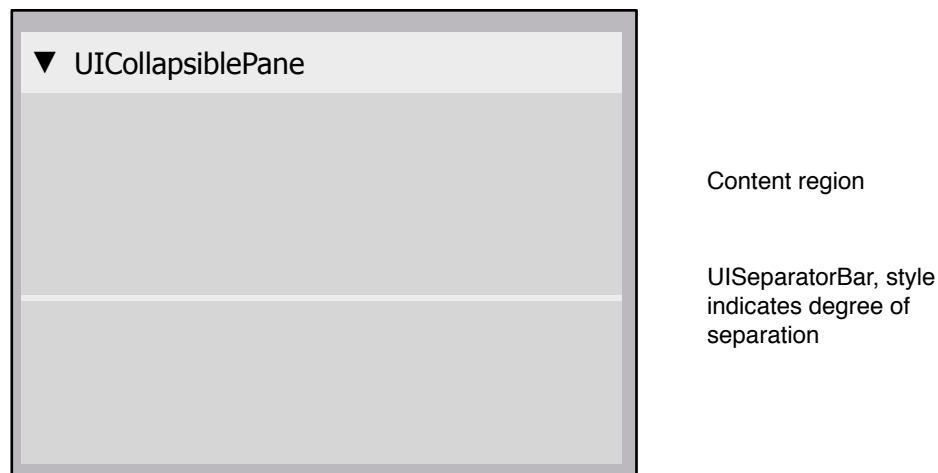 ▼ UICollapsiblePane
Content region
UISeparatorBar, style
indicates degree of
separation